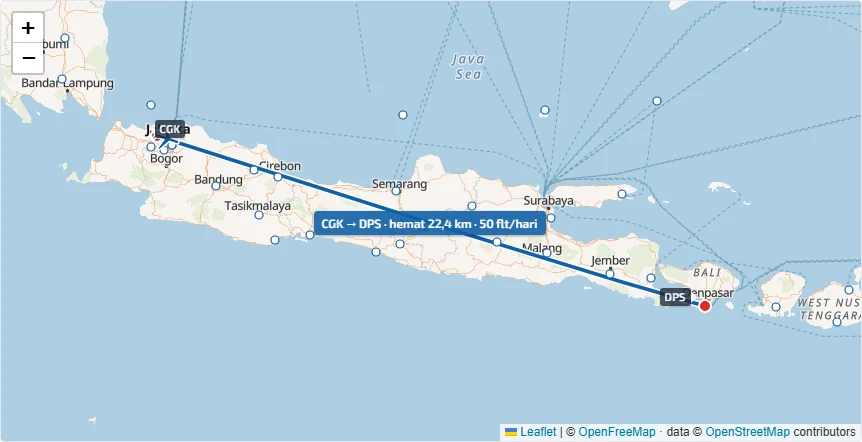 +
−
Java
Sea
Bandar Lampung
CGK
Bogor
Cirebon
Bandung
Semarang
Tasikmalaya
Surabaya
CGK → DPS · hemat 22,4 km · 50 flt/hari
Malang
Jember
BALI
DPS
WEST NUS
TENGGARA
Leaflet | © OpenFreeMap · data © OpenStreetMap contributors